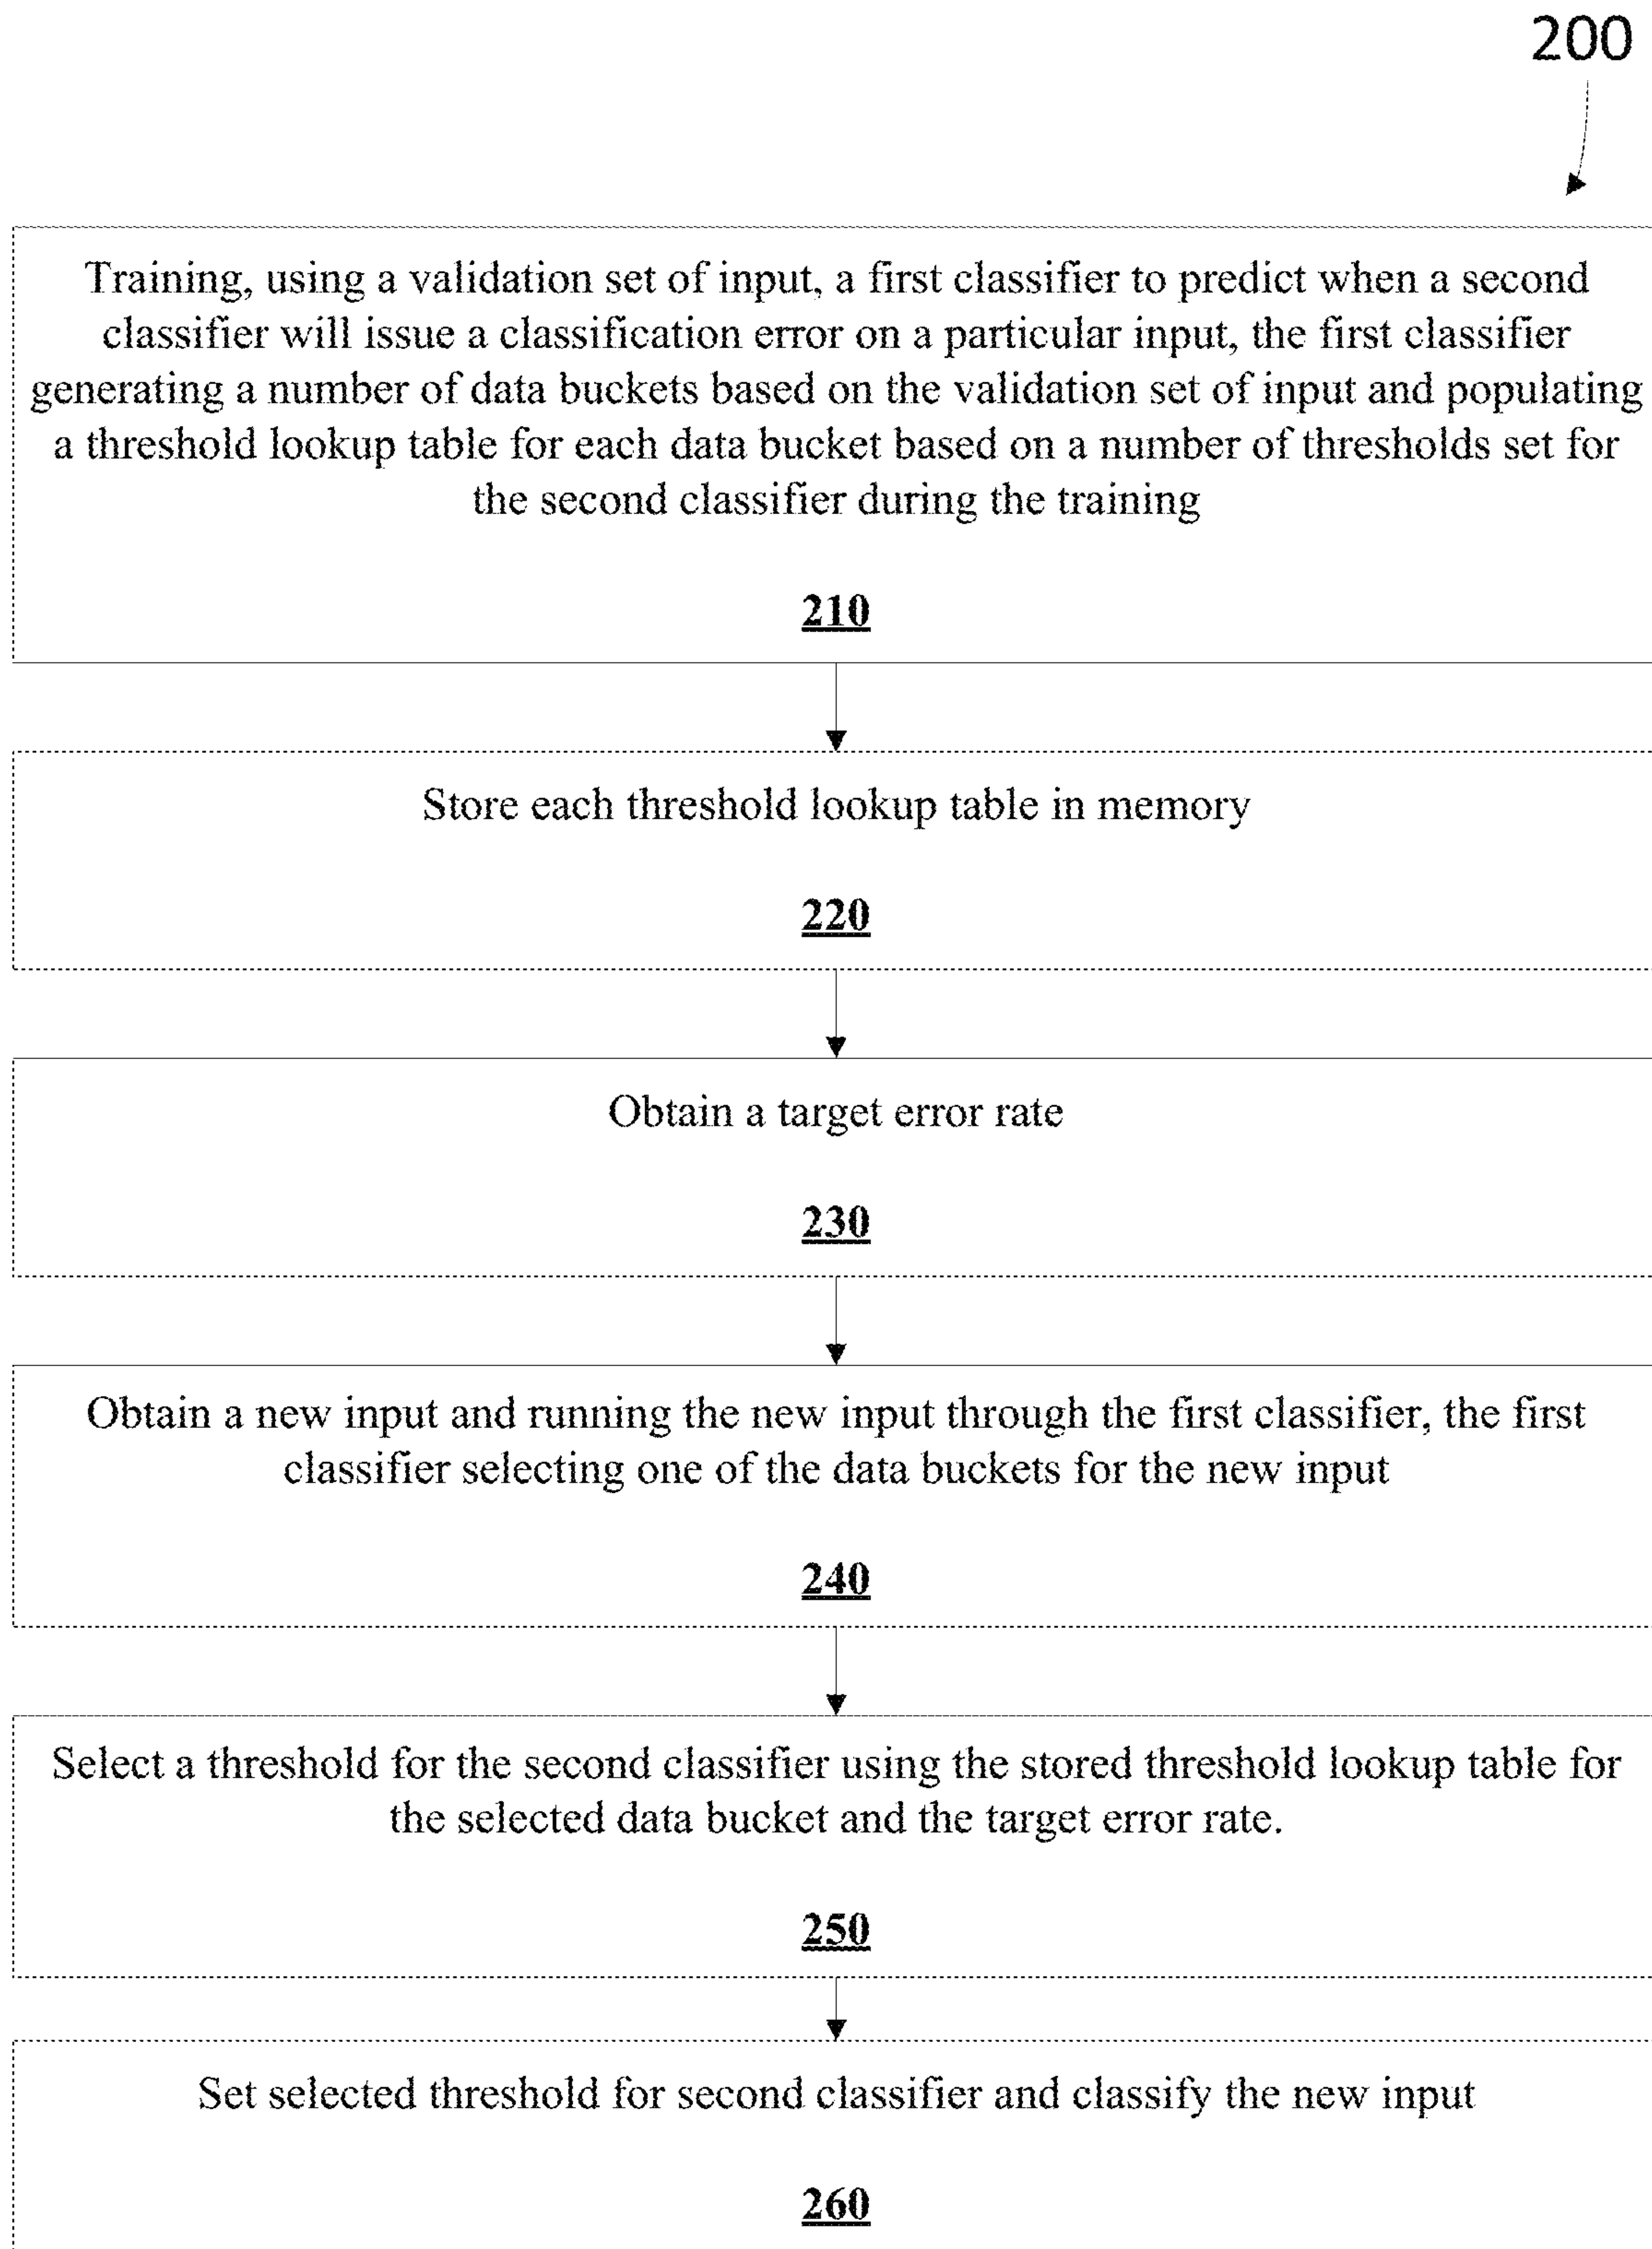 200
Training, using a validation set of input, a first classifier to predict when a second
classifier will issue a classification error on a particular input, the first classifier
generating a number of data buckets based on the validation set of input and populating
a threshold lookup table for each data bucket based on a number of thresholds set for
the second classifier during the training
210
Store each threshold lookup table in memory
220
Obtain a target error rate
230
Obtain a new input and running the new input through the first classifier, the first
classifier selecting one of the data buckets for the new input
240
Select a threshold for the second classifier using the stored threshold lookup table for
the selected data bucket and the target error rate.
250
Set selected threshold for second classifier and classify the new input
260